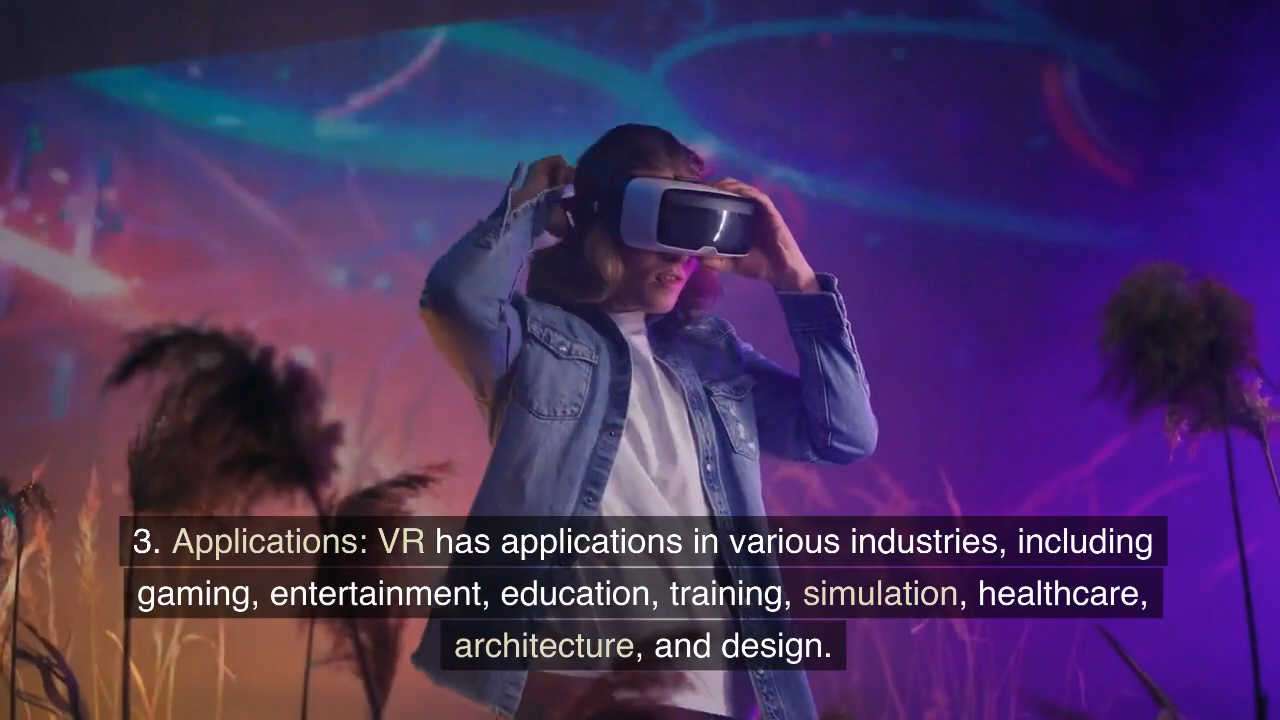 3. Applications: VR has applications in various industries, including
gaming, entertainment, education, training, simulation, healthcare,
architecture, and design.